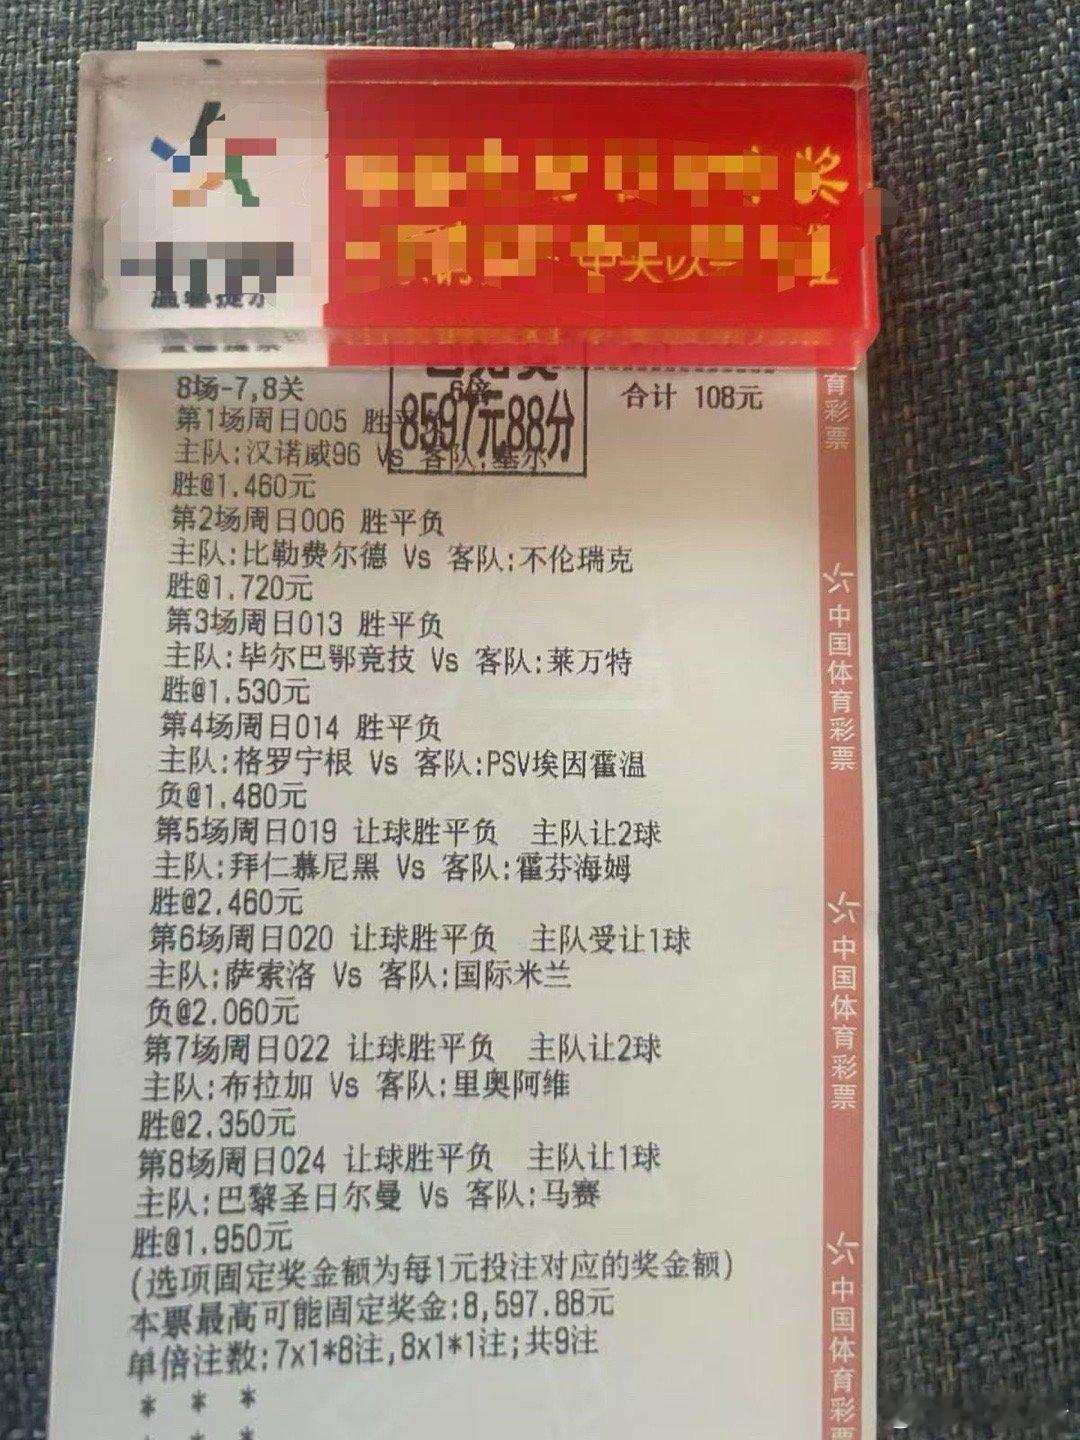 奖
中奖以
温馨提示
8场-7,8关 6倍 合计 108元
8597元88分
第1场周日005 胜平负
主队:汉诺威96 Vs 客队:基尔
胜@1.460元
第2场周日006 胜平负
主队:比勒费尔德 Vs 客队:不伦瑞克
胜@1.720元
第3场周日013 胜平负
主队:毕尔巴鄂竞技 Vs 客队:莱万特
胜@1.530元
第4场周日014 胜平负
主队:格罗宁根 Vs 客队:PSV埃因霍温
负@1.480元
第5场周日019 让球胜平负 主队让2球
主队:拜仁慕尼黑 Vs 客队:霍芬海姆
胜@2.460元
第6场周日020 让球胜平负 主队受让1球
主队:萨索洛 Vs 客队:国际米兰
负@2.060元
第7场周日022 让球胜平负 主队让2球
主队:布拉加 Vs 客队:里奥阿维
胜@2.350元
第8场周日024 让球胜平负 主队让1球
主队:巴黎圣日尔曼 Vs 客队:马赛
胜@1.950元
(选项固定奖金额为每1元投注对应的奖金额)
本票最高可能固定奖金:8,597.88元
单倍注数:7x1*8注,8x1*1注;共9注
* * *
育彩票
中国体育彩票
中国体育彩票
中国体育彩票